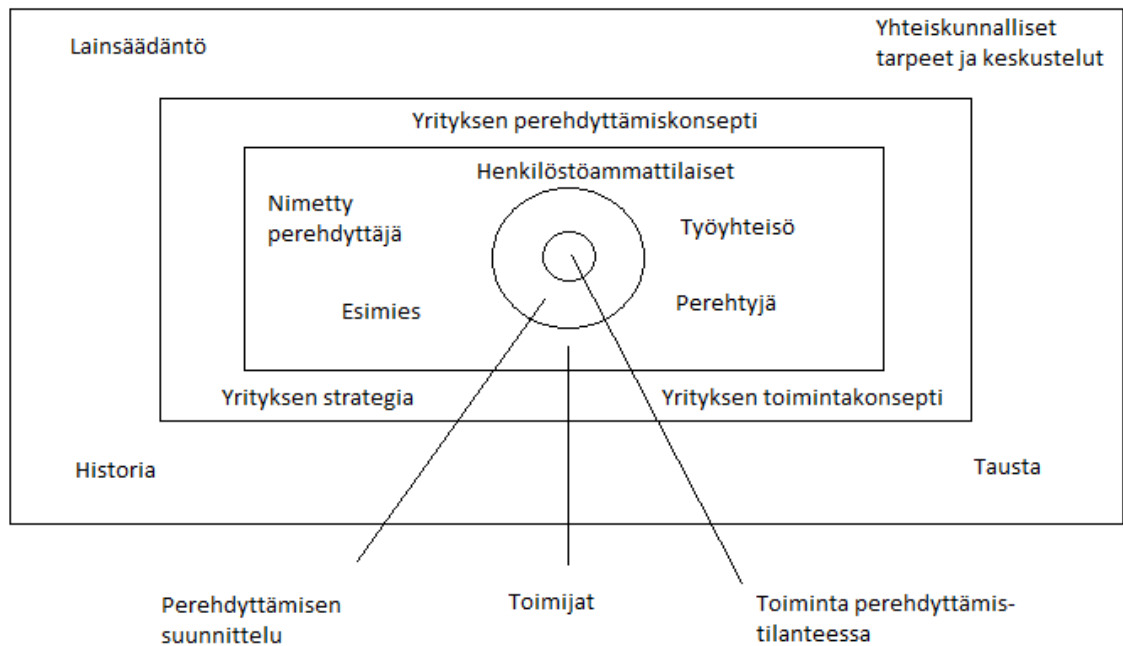 Lainsäädäntö
Yhteiskunnalliset
tarpeet ja keskustelut
Yrityksen perehdyttämiskonsepti
Henkilöstöammattilaiset
Nimetty
perehdyttäjä
Työyhteisö
Esimies
Perehtyjä
Yrityksen strategia
Yrityksen toimintakonsepti
Historia
Tausta
Perehdyttämisen
suunnittelu
Toimijat
Toiminta perehdyttämis-
tilanteessa